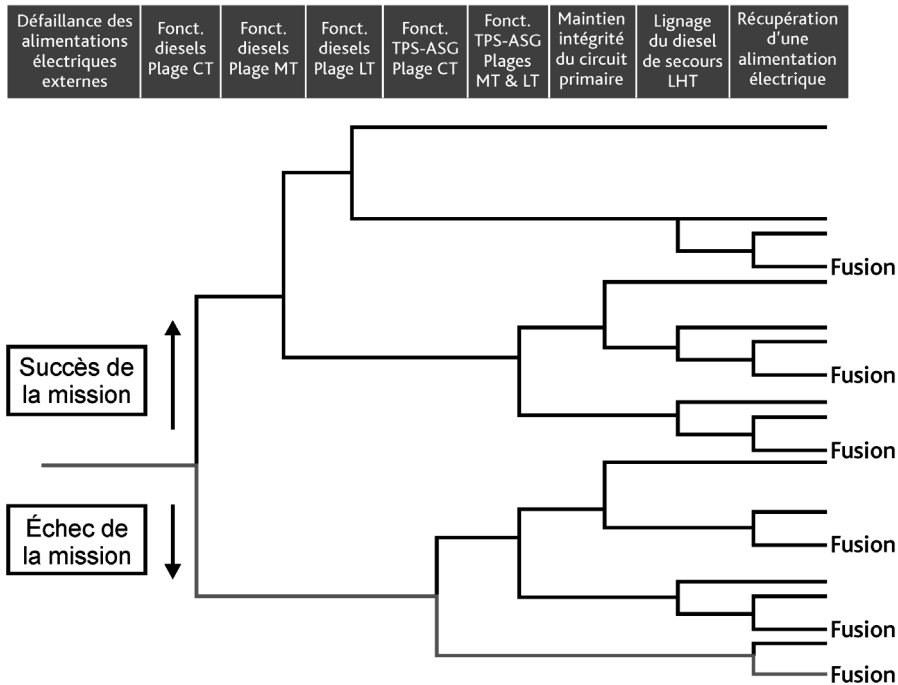 Défaillance des
alimentations
électriques
externes
Fonct.
diesels
Plage CT
Fonct.
diesels
Plage MT
Fonct.
diesels
Plage LT
Fonct.
TPS-ASG
Plage CT
Fonct.
TPS-ASG
Plages
MT & LT
Maintien
intégrité
du circuit
primaire
Lignage
du diesel
de secours
LHT
Récupération
d'une
alimentation
électrique
Fusion
Succès de
la mission
Fusion
Fusion
Échec de
la mission
Fusion
Fusion
Fusion